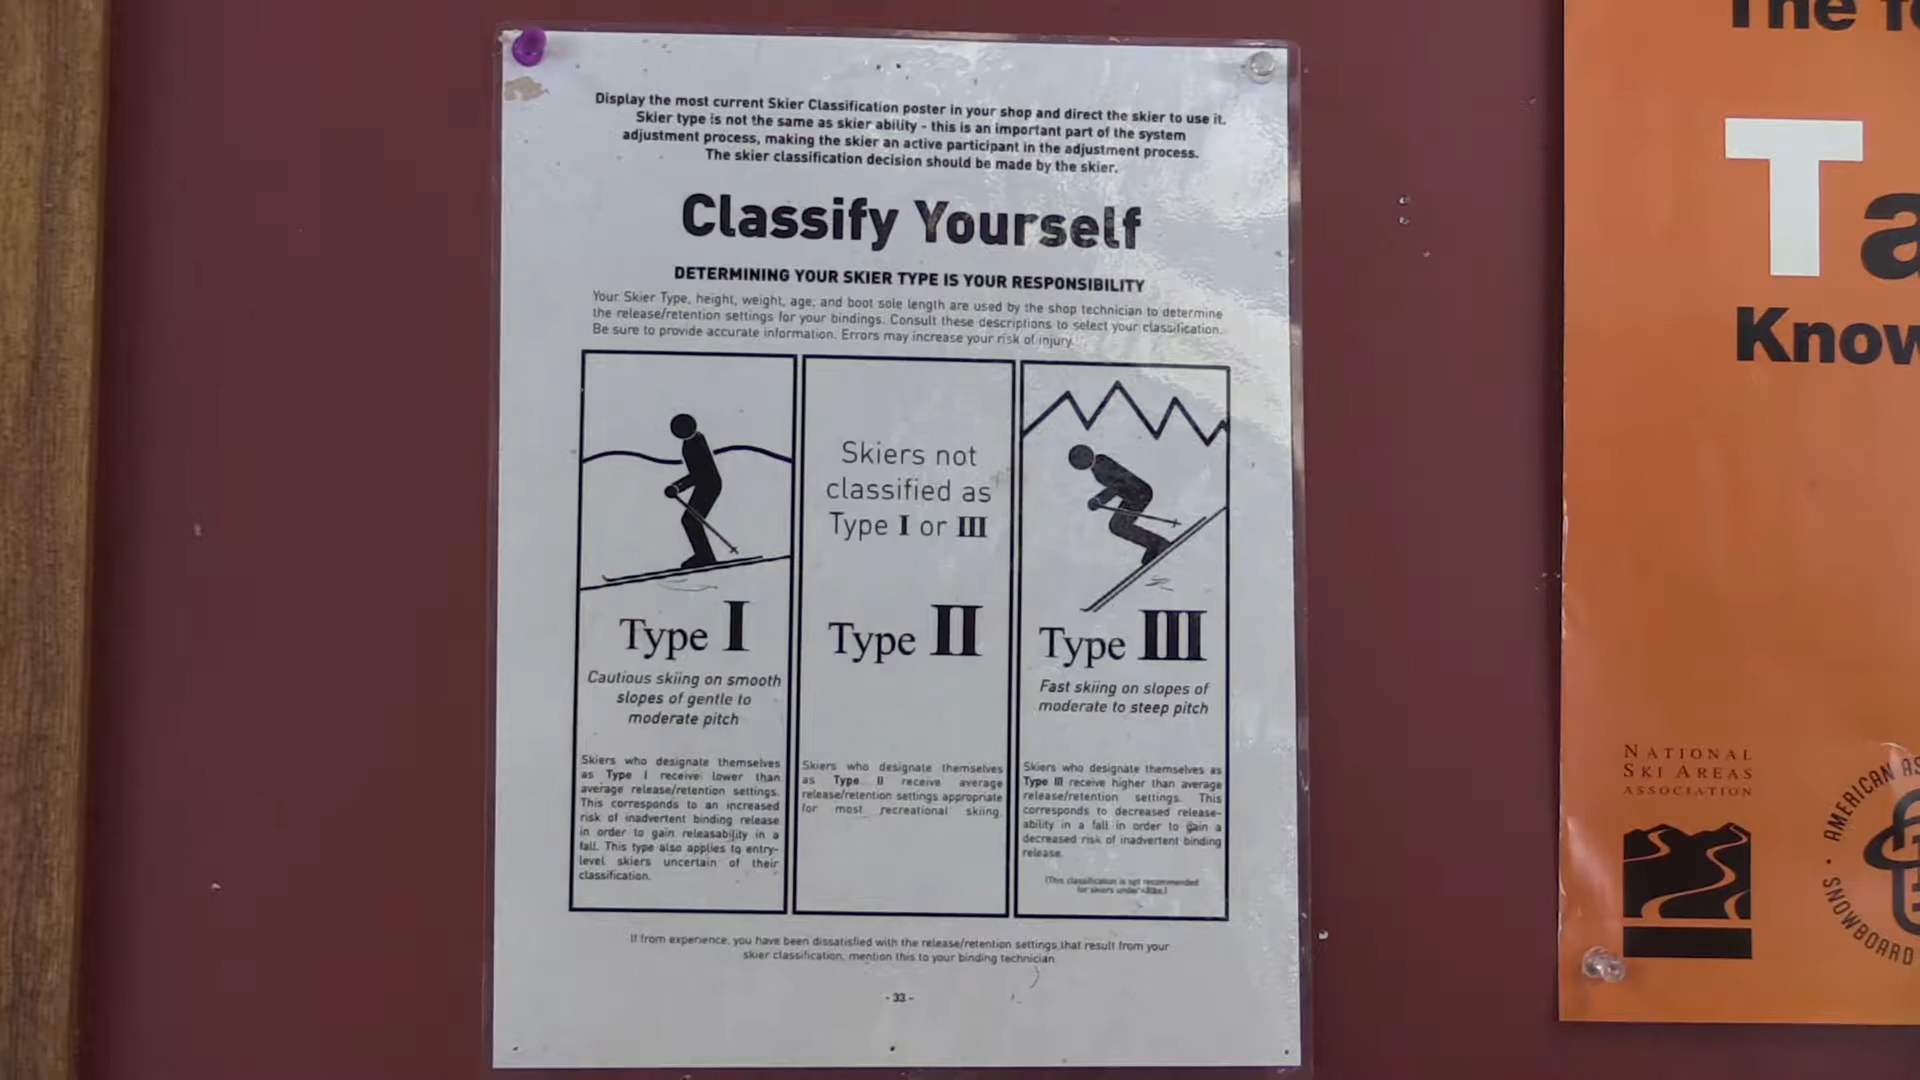 Display the most current Skier Classification poster in your shop and direct the skier to use it.
Skier type is not the same as skier ability - this is an important part of the system
adjustment process, making the skier an active participant in the adjustment process.
The skier classification decision should be made by the skier.
Classify Yourself
DETERMINING YOUR SKIER TYPE IS YOUR RESPONSIBILITY
Your Skier Type, height, weight, age, and boot sole length are used by the shop technician to determine
the release/retention settings for your bindings. Consult these descriptions to select your classification.
Be sure to provide accurate information. Errors may increase your risk of injury.
Type I
Cautious skiing on smooth
slopes of gentle to
moderate pitch
Skiers who designate themselves
as Type I receive lower than
average release/retention settings.
This corresponds to an increased
risk of inadvertent binding release
in order to gain releasability in a
fall. This type also applies to entry-
level skiers uncertain of their
classification.
Skiers not
classified as
Type I or III
Type II
Skiers who designate themselves
as Type II receive average
release/retention settings appropriate
for most recreational skiing.
Type III
Fast skiing on slopes of
moderate to steep pitch
Skiers who designate themselves as
Type III receive higher than average
release/retention settings. This
corresponds to decreased release-
ability in a fall in order to gain a
decreased risk of inadvertent binding
release.
(This classification is not recommended
for skiers under
If from experience, you have been dissatisfied with the release/retention settings that result from your
skier classification, mention this to your binding technician
- 33 -
The
Ta
Know
NATIONAL
SKI AREAS
ASSOCIATION
AMERICAN AS
SNOWBOARD